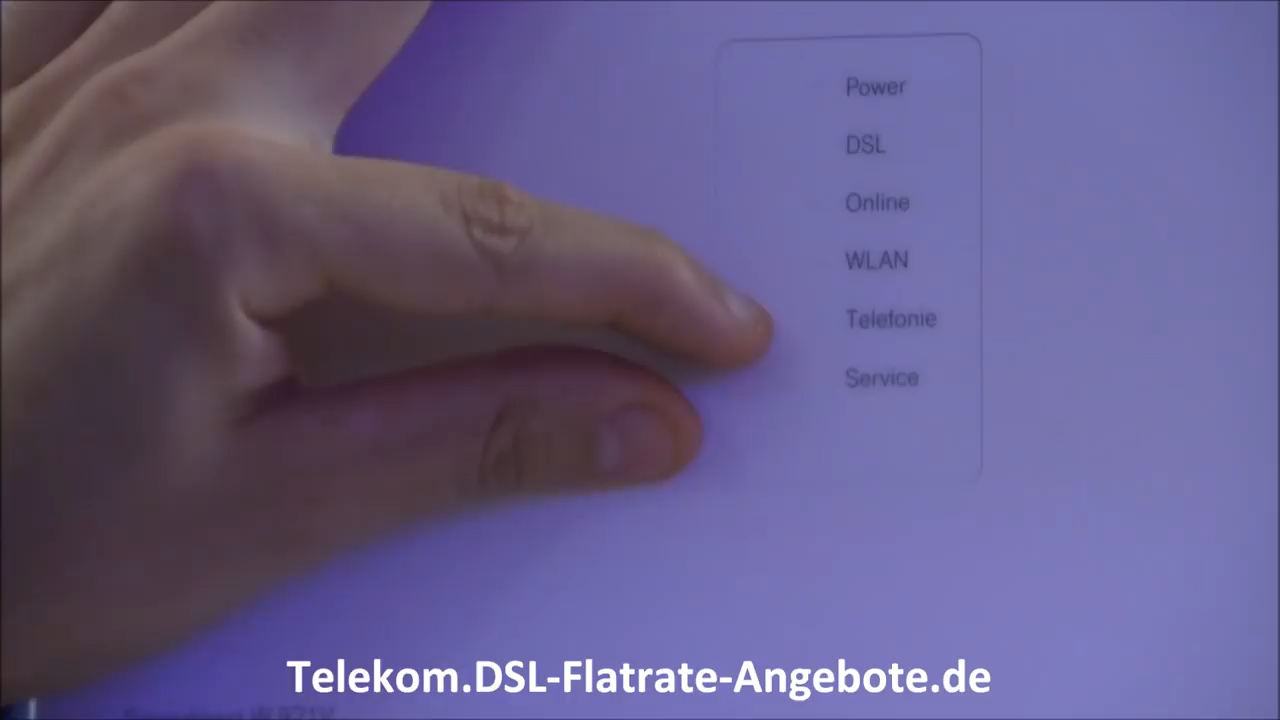 Power
DSL
Online
WLAN
Telefonie
Service
Telekom.DSL-Flatrate-Angebote.de